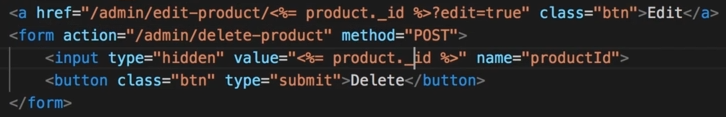 <a href="/admin/edit-product/<%= product._id %>?edit=true" class="btn">Edit</a>
<form action="/admin/delete-product" method="POST">
    <input type="hidden" value="<%= product._id %>" name="productId">
    <button class="btn" type="submit">Delete</button>
</form>